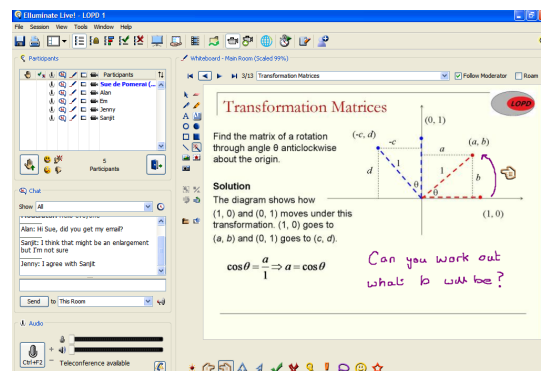 Elluminate Live! - LOPD 1
File Session View Tools Window Help
Participants
Participants
Sue de Pomerai (...
Alan
Em
Jenny
Sanjit
5
Participants
Chat
Show All
Alan: Hi Sue, did you get my email?
Sanjit: I think that might be an enlargement
but I'm not sure
Jenny: I agree with Sanjit
Send to This Room
Audio
Ctrl+F2
Teleconference available
Whiteboard - Main Room (Scaled 99%)
3/13 Transformation Matrices
Follow Moderator
Roam
Transformation Matrices
LOPD
Find the matrix of a rotation
through angle θ anticlockwise
about the origin.
Solution
The diagram shows how
(1, 0) and (0, 1) moves under this
transformation. (1, 0) goes to
(a, b) and (0, 1) goes to (c, d).
cosθ = a/1 ⇒ a = cosθ
(0, 1)
(-c, d)
-c
a
(a, b)
d
1
1
b
θ
θ
(1, 0)
Can you work out
what b will be?